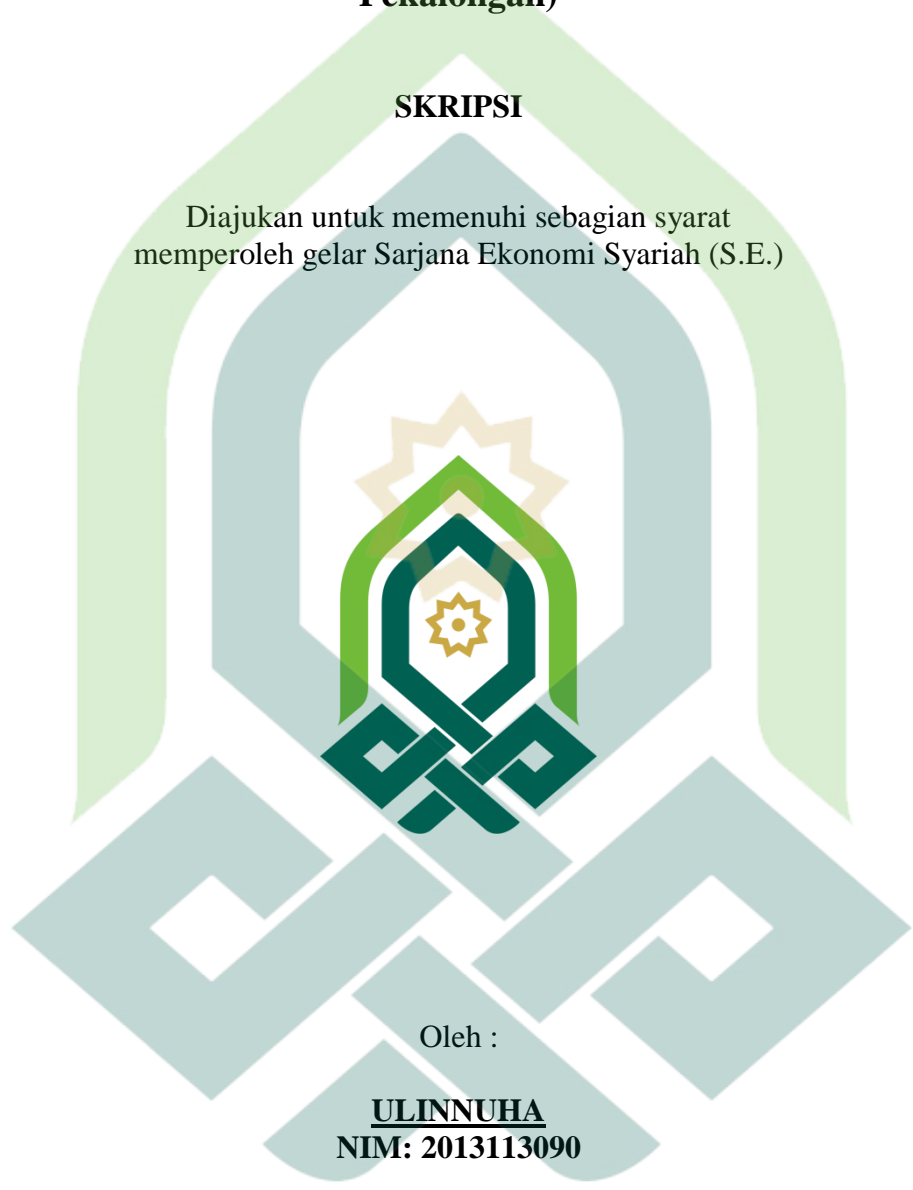 Pekalongan)
SKRIPSI
Diajukan untuk memenuhi sebagian syarat
memperoleh gelar Sarjana Ekonomi Syariah (S.E.)
Oleh :
ULINNUHA
NIM: 2013113090